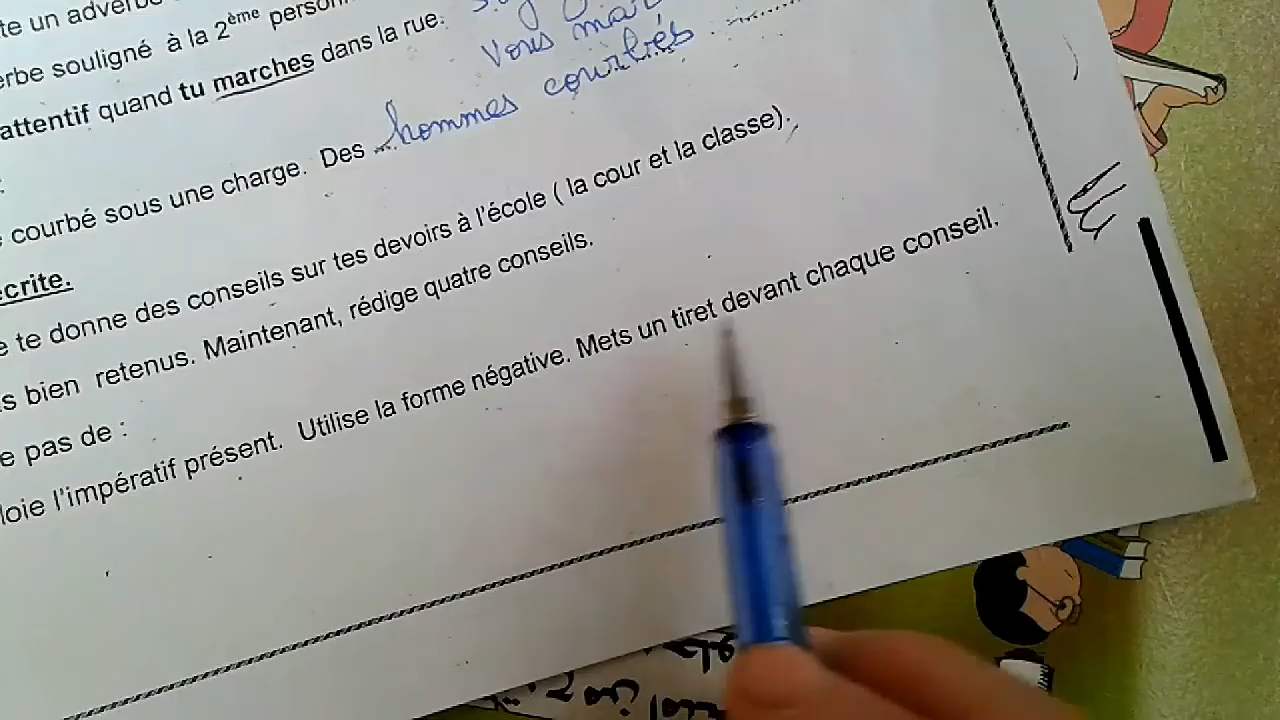 te un adverbe
erbe souligné à la 2ème
attentif quand tu marches dans la rue. Vous
courbé sous une charge. Des hommes courbés
crite.
te donne des conseils sur tes devoirs à l'école ( la cour et la classe).
s bien retenus. Maintenant, rédige quatre conseils.
e pas de :
loie l'impératif présent. Utilise la forme négative. Mets un tiret devant chaque conseil.